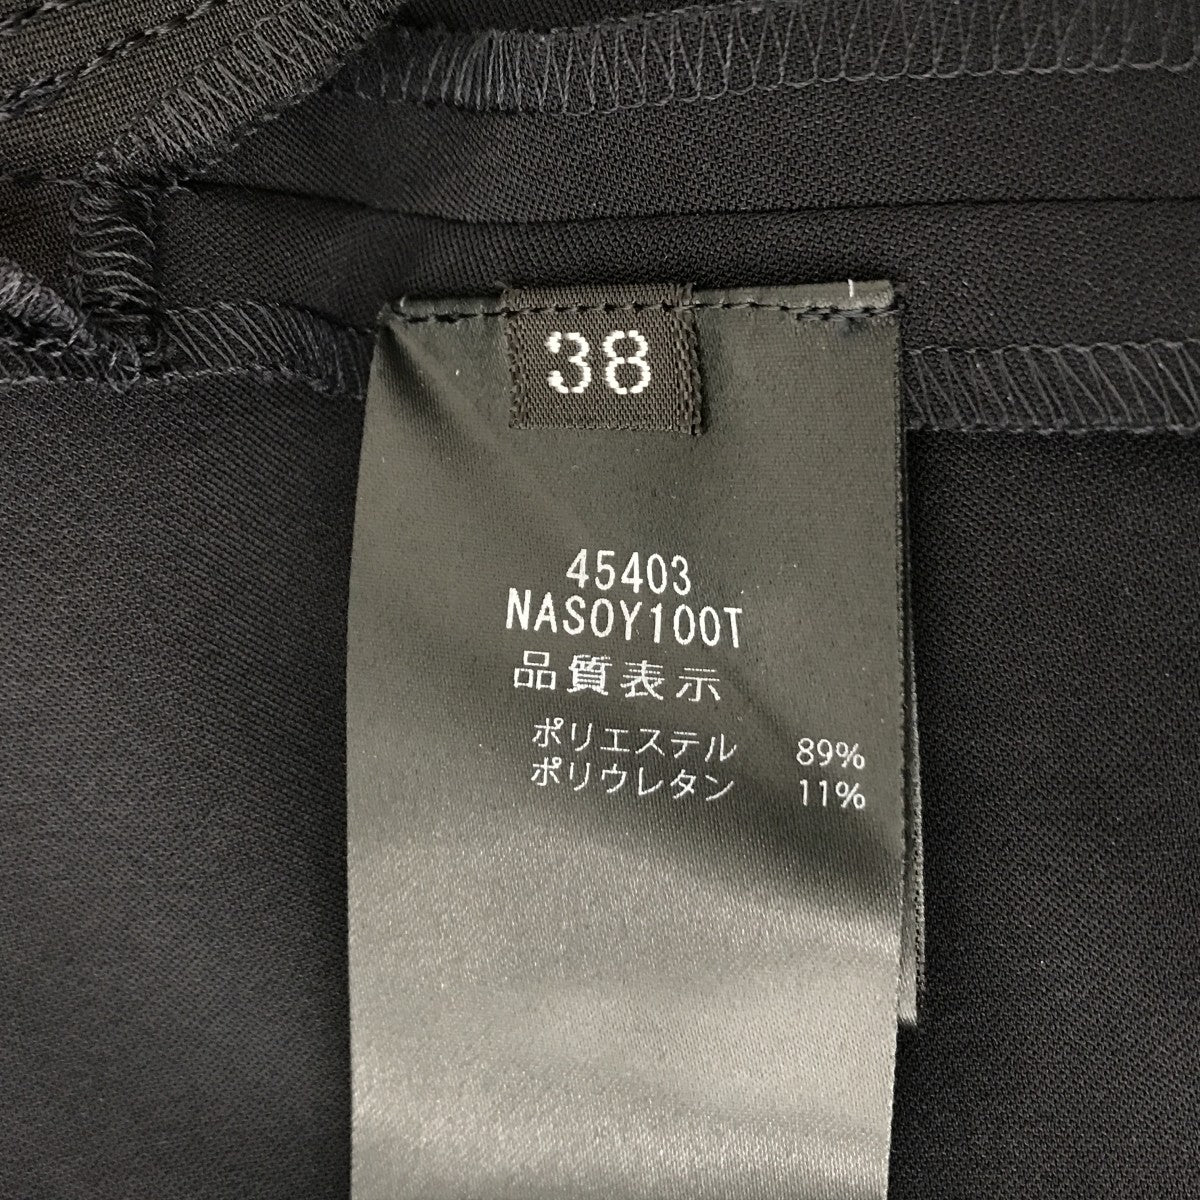 38
45403
NASOY100T
品質表示
ポリエステル 89%
ポリウレタン 11%